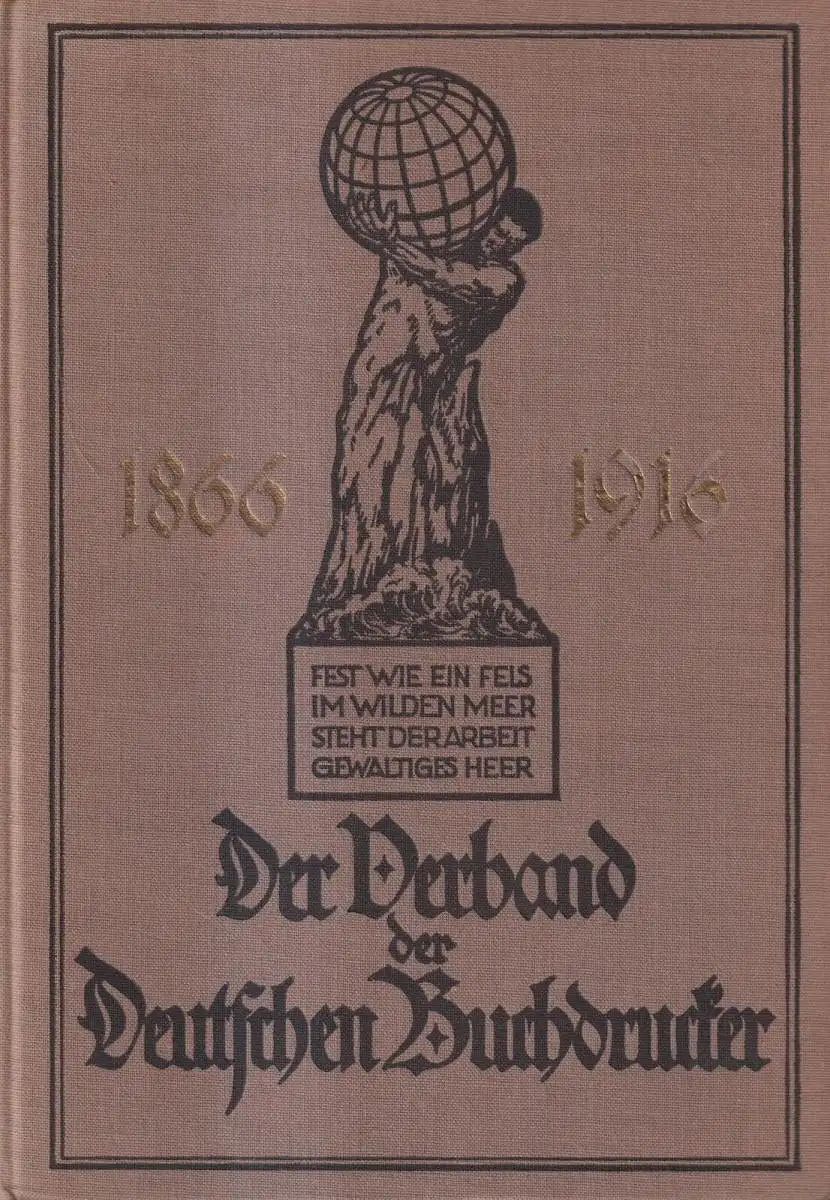 1866 1916
FEST WIE EIN FELS
IM WILDEN MEER
STEHT DER ARBEIT
GEWALTIGES HEER
Der Verband
der
Deutſchen Buchdrucker